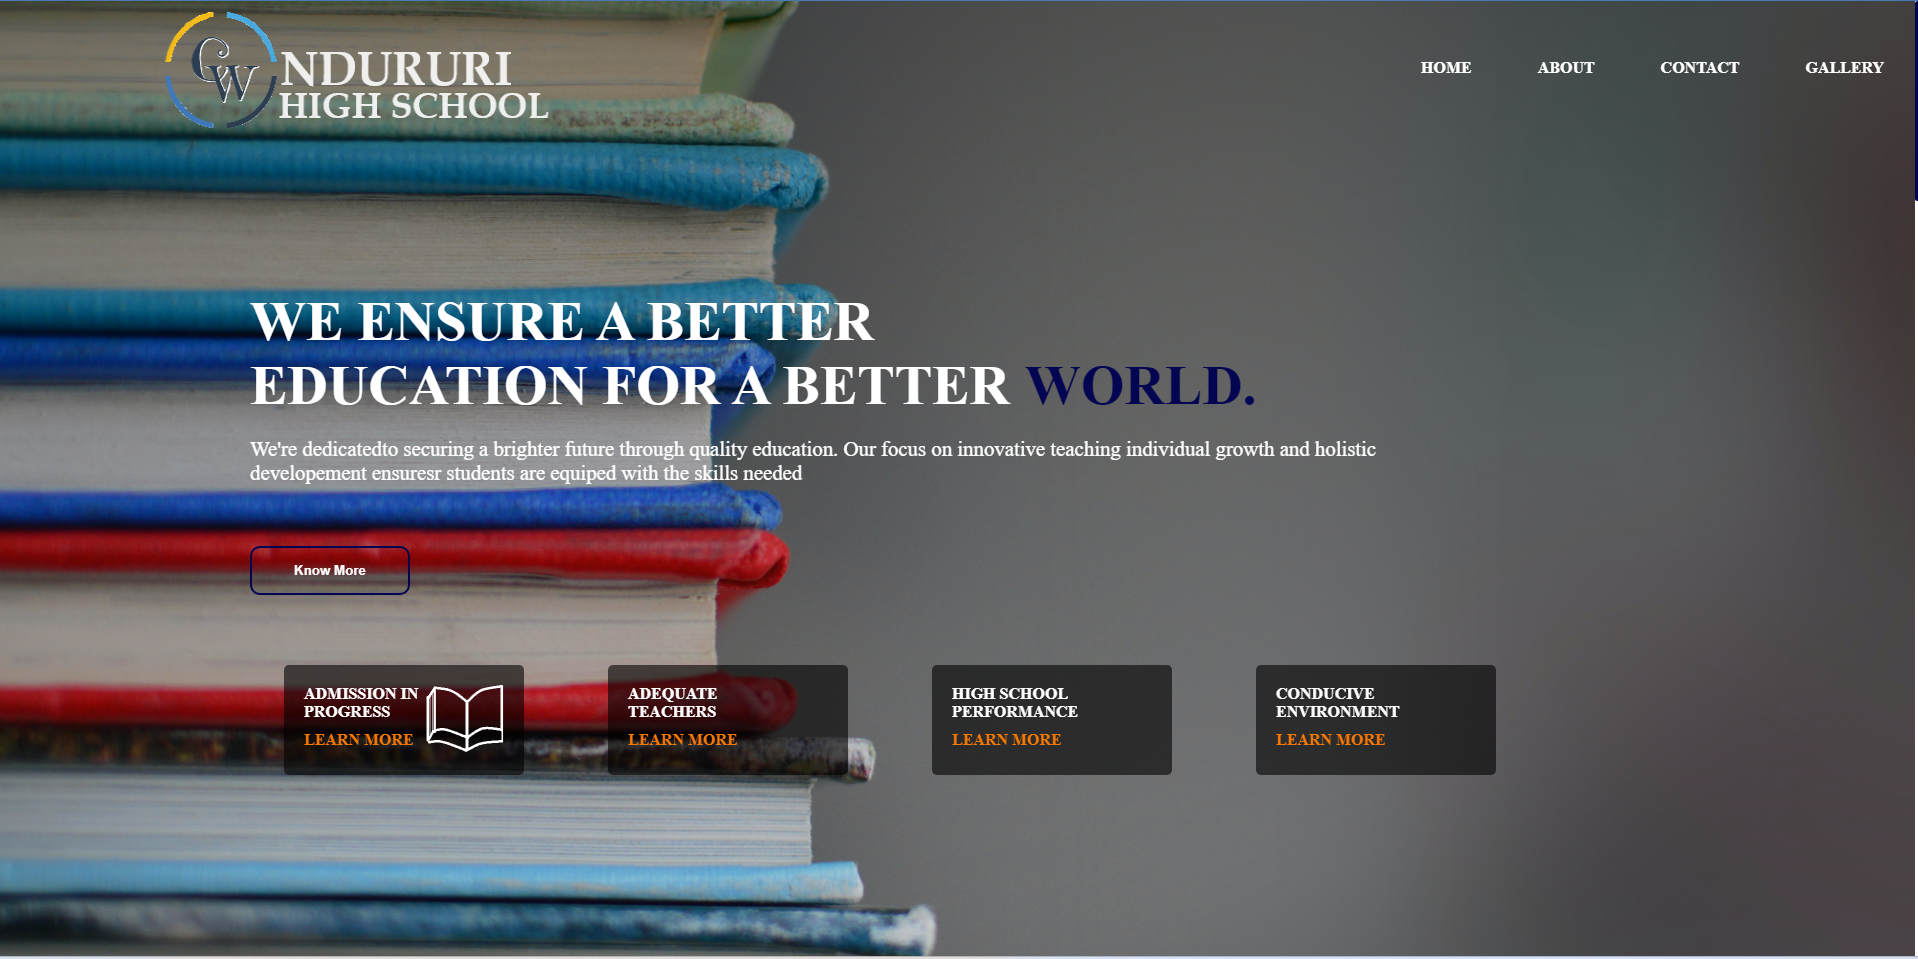 CW
NDURURI
HIGH SCHOOL
HOME
ABOUT
CONTACT
GALLERY
WE ENSURE A BETTER
EDUCATION FOR A BETTER WORLD.
We're dedicatedto securing a brighter future through quality education. Our focus on innovative teaching individual growth and holistic
developement ensuresr students are equiped with the skills needed
Know More
ADMISSION IN
PROGRESS
LEARN MORE
ADEQUATE
TEACHERS
LEARN MORE
HIGH SCHOOL
PERFORMANCE
LEARN MORE
CONDUCIVE
ENVIRONMENT
LEARN MORE